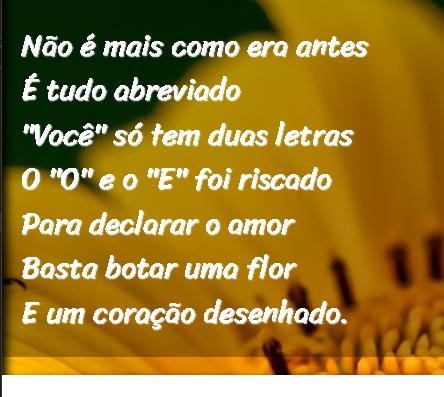 Não é mais como era antes
É tudo abreviado
"Você" só tem duas letras
O "O" e o "E" foi riscado
Para declarar o amor
Basta botar uma flor
E um coração desenhado.